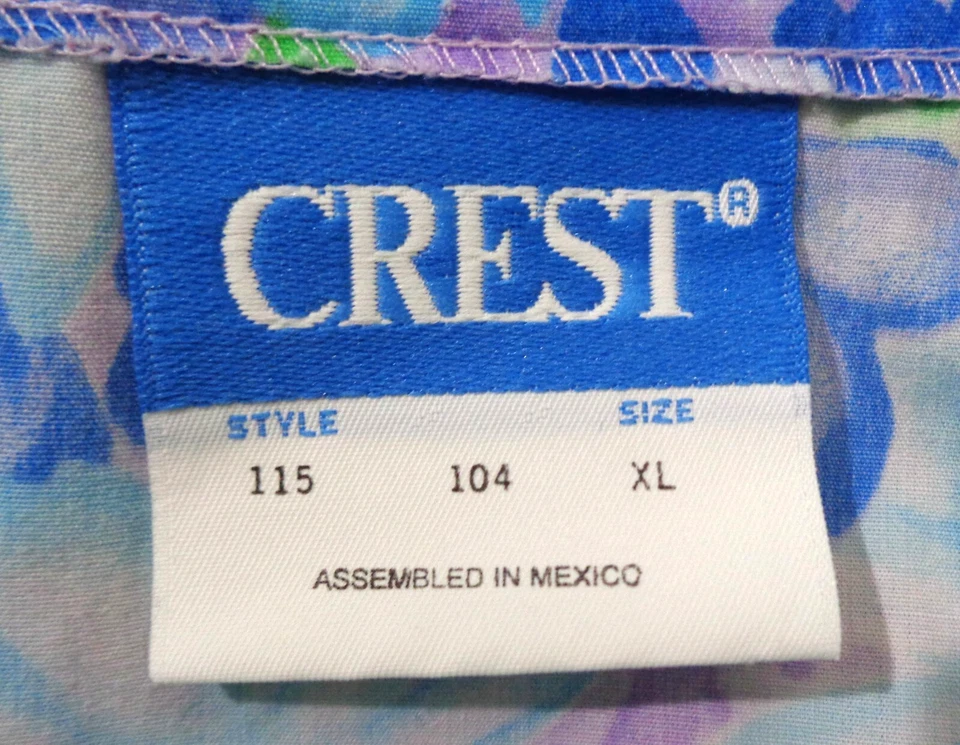 CREST®
STYLE SIZE
115 104 XL
ASSEMBLED IN MEXICO